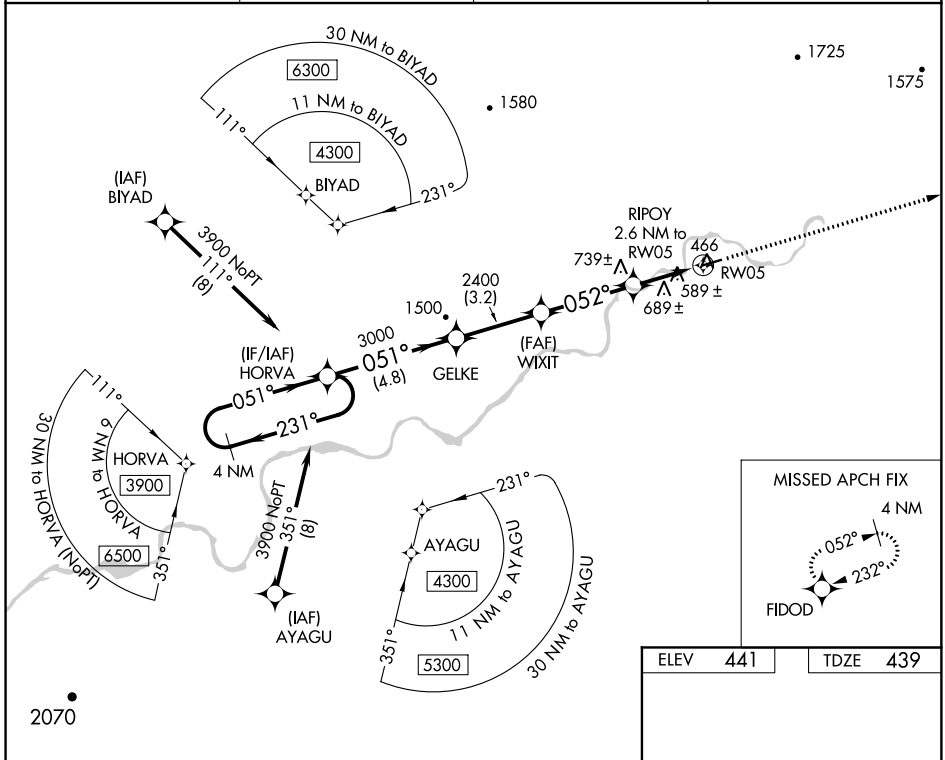 30 NM to BIYAD
6300
11 NM to BIYAD
4300
111°
BIYAD
231°
1580
1725
1575
(IAF)
BIYAD
3900 NoPT
111°
(8)
RIPOY
2.6 NM to
RW05
739±
466
RW05
589 ±
689 ±
052°
2400
(3.2)
1500
(FAF)
WIXIT
GELKE
3000
051°
(4.8)
(IF/IAF)
HORVA
051°
231°
4 NM
111°
30 NM to HORVA (NoPT)
6 NM to HORVA
HORVA
3900
6500
351°
3900 NoPT
351°
(8)
(IAF)
AYAGU
231°
AYAGU
4300
11 NM to AYAGU
351°
5300
30 NM to AYAGU
MISSED APCH FIX
4 NM
052°
232°
FIDOD
ELEV 441
TDZE 439
2070